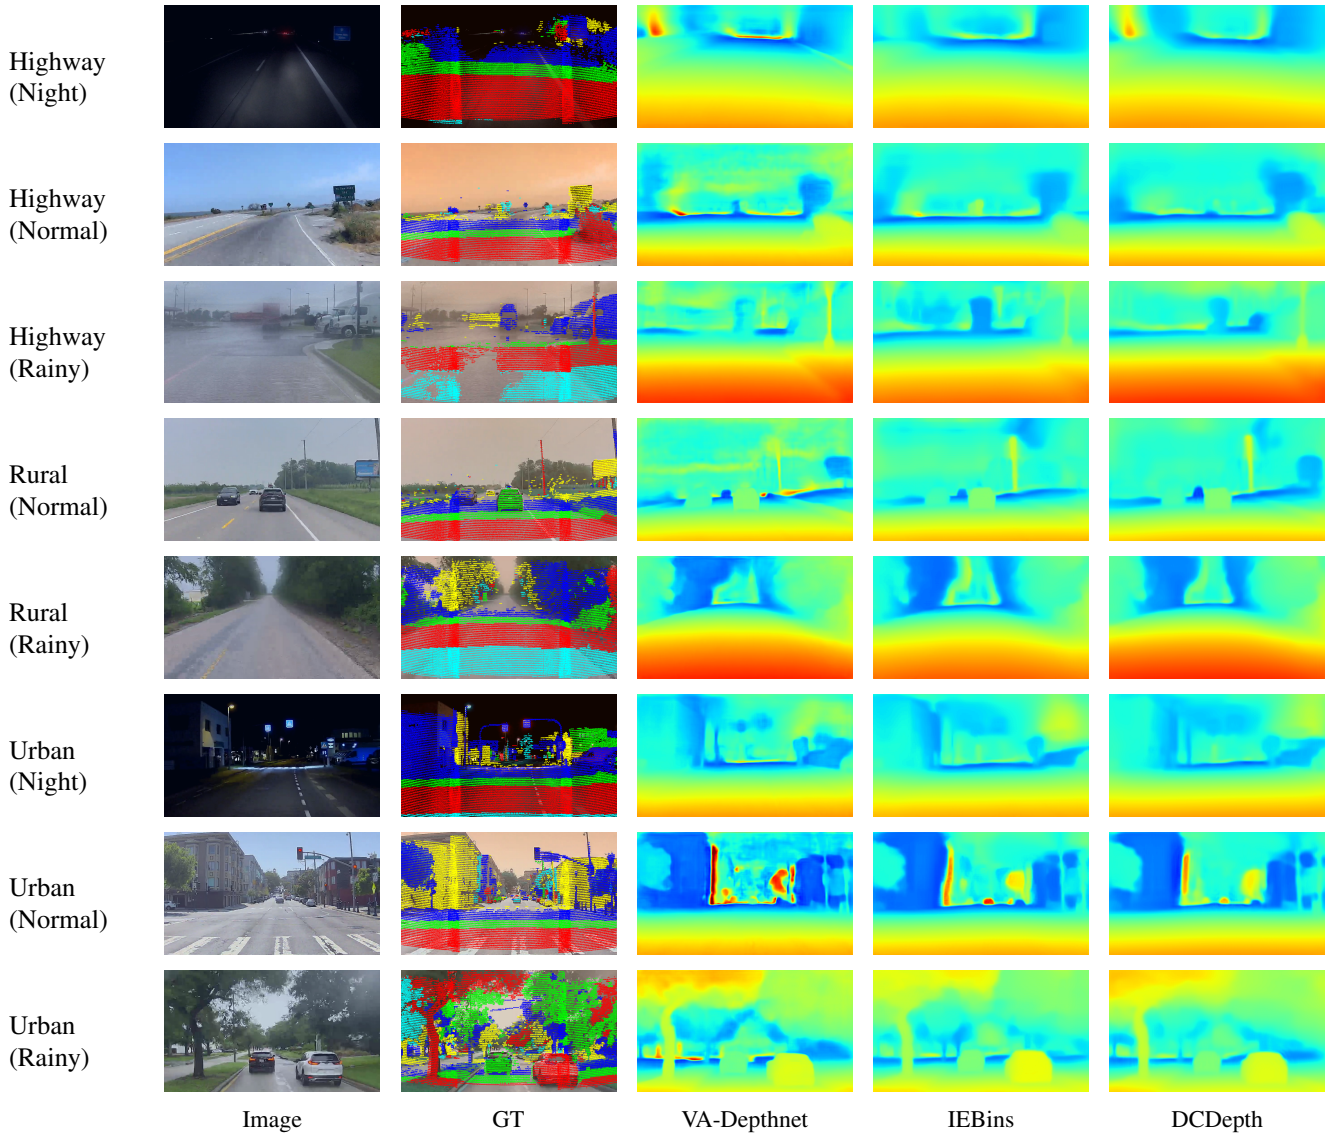 Highway
(Night)
Highway
(Normal)
Highway
(Rainy)
Rural
(Normal)
Rural
(Rainy)
Urban
(Night)
Urban
(Normal)
Urban
(Rainy)
Image GT VA-Depthnet IEBins DCDepth